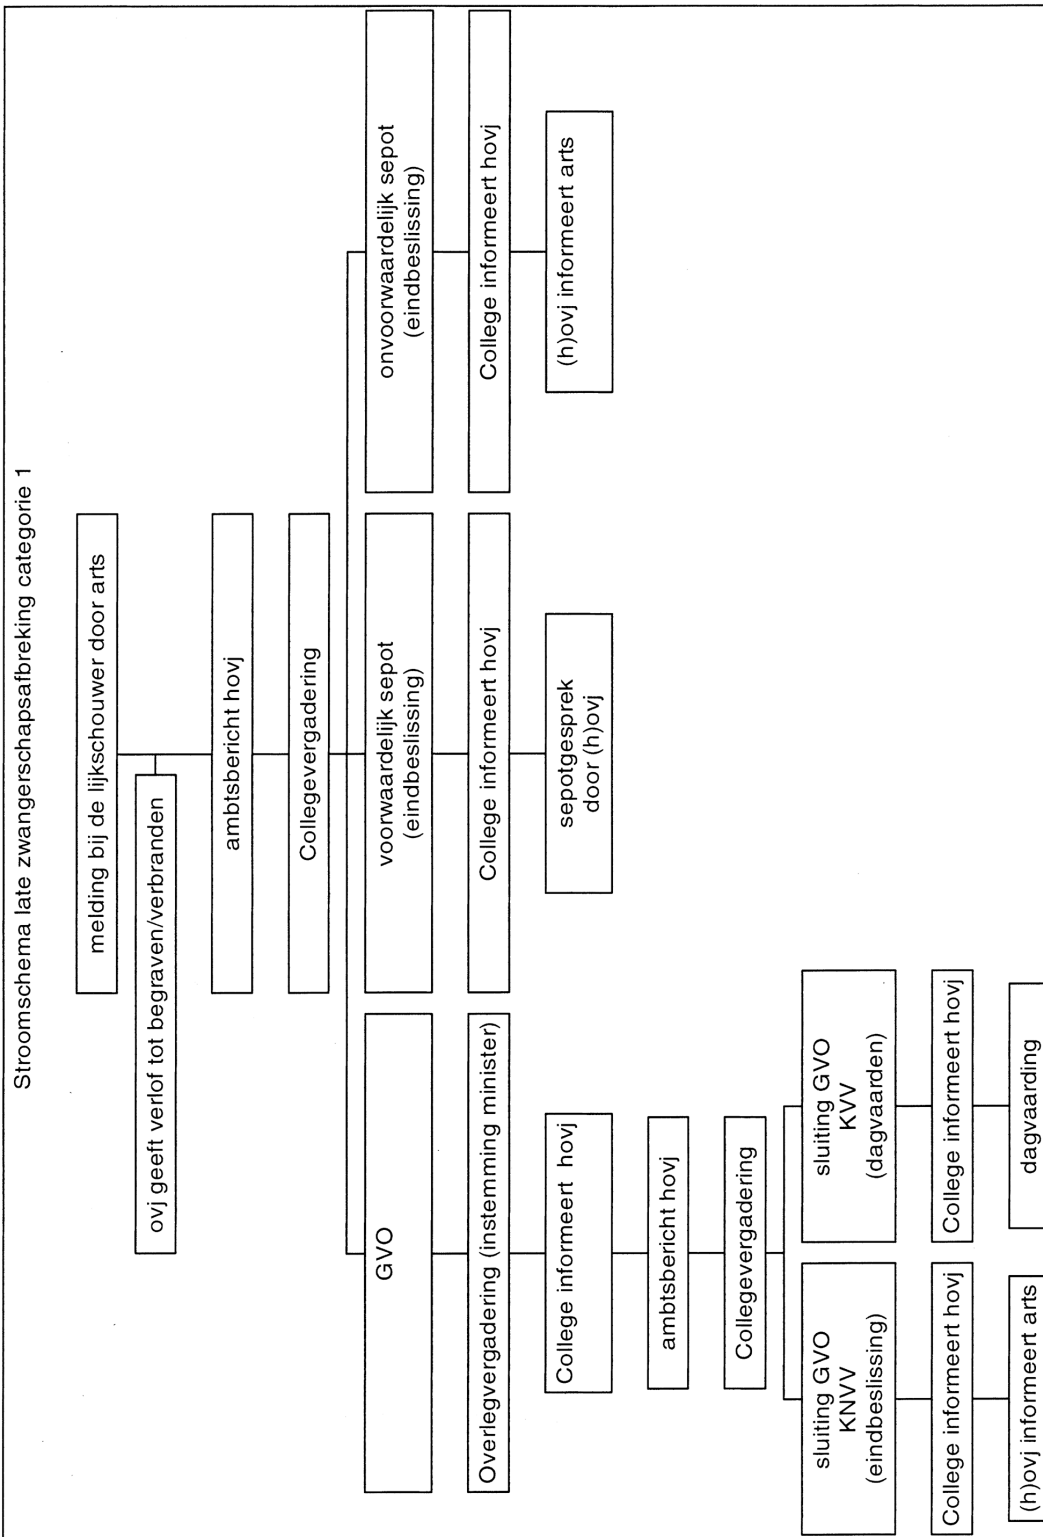 Stroomschema late zwangerschapsafbreking categorie 1
melding bij de lijkschouwer door arts
ovj geeft verlof tot begraven/verbranden
ambtsbericht hovj
Collegevergadering
GVO
Overlegvergadering (instemming minister)
College informeert hovj
ambtsbericht hovj
Collegevergadering
sluiting GVO
KNVV
(eindbeslissing)
College informeert hovj
(h)ovj informeert arts
sluiting GVO
KVV
(dagvaarden)
College informeert hovj
dagvaarding
voorwaardelijk sepot
(eindbeslissing)
College informeert hovj
sepotgesprek
door (h)ovj
onvoorwaardelijk sepot
(eindbeslissing)
College informeert hovj
(h)ovj informeert arts